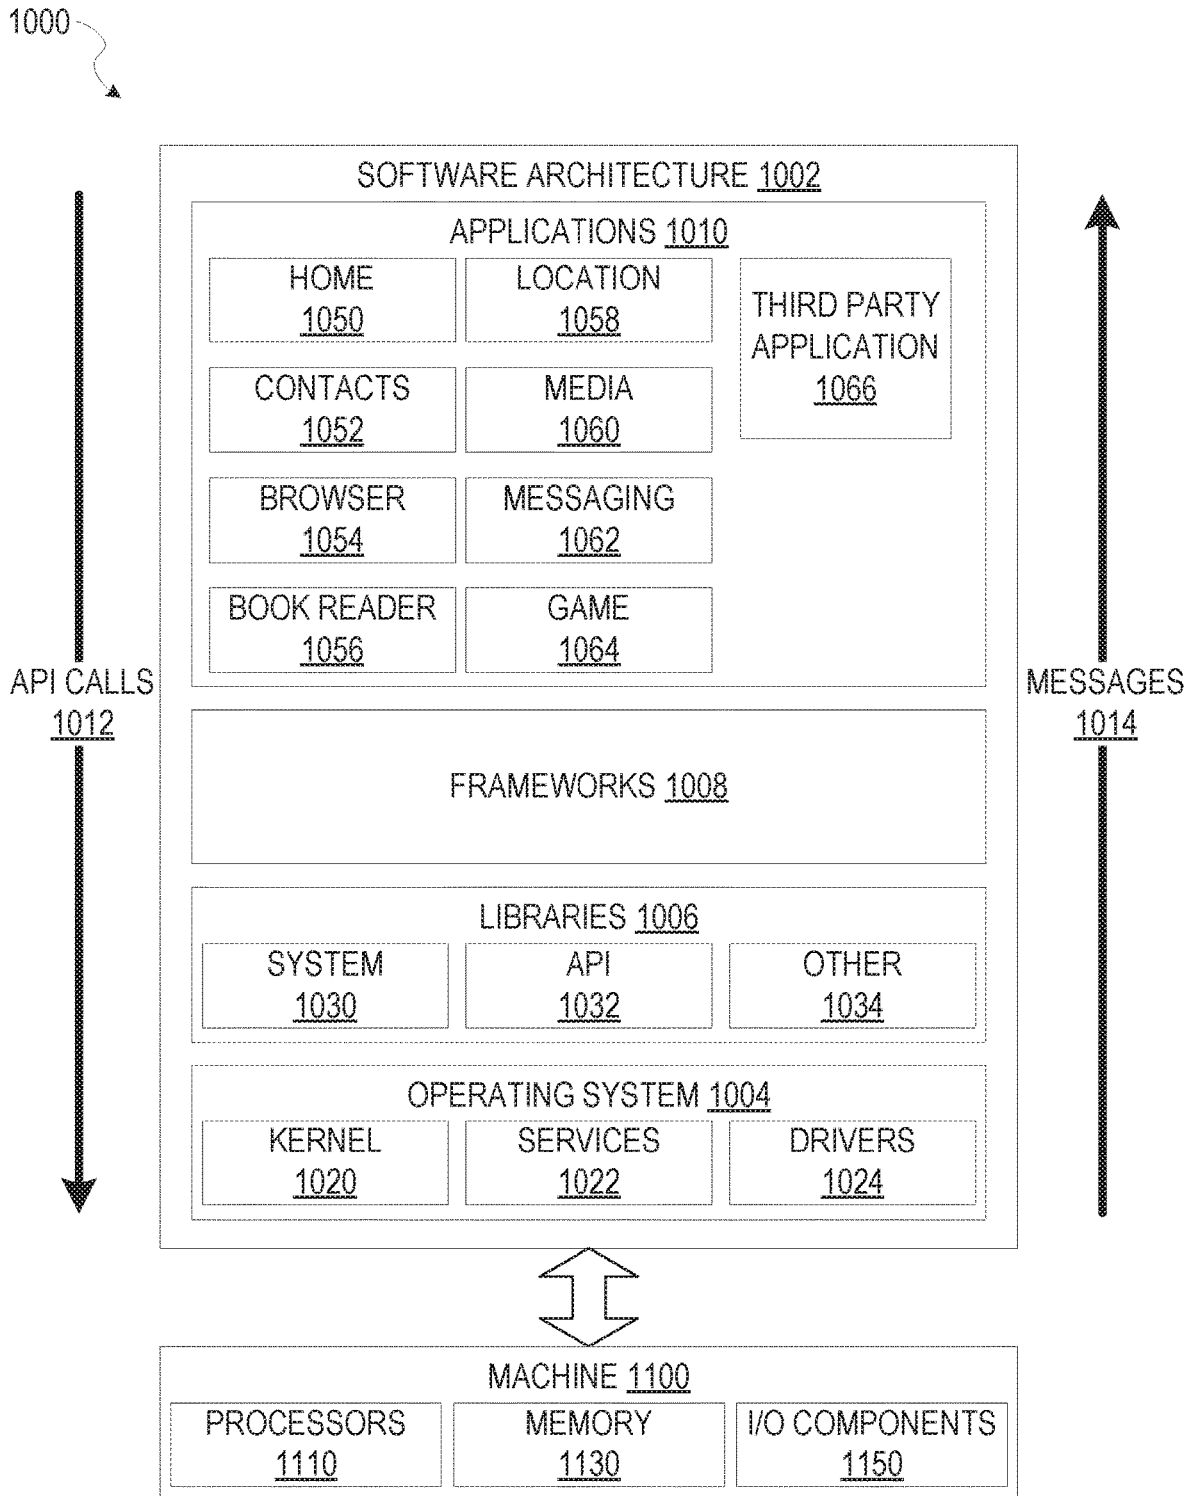 1000
SOFTWARE ARCHITECTURE 1002
APPLICATIONS 1010
HOME
1050
LOCATION
1058
THIRD PARTY
APPLICATION
1066
CONTACTS
1052
MEDIA
1060
BROWSER
1054
MESSAGING
1062
BOOK READER
1056
GAME
1064
API CALLS
1012
MESSAGES
1014
FRAMEWORKS 1008
LIBRARIES 1006
SYSTEM
1030
API
1032
OTHER
1034
OPERATING SYSTEM 1004
KERNEL
1020
SERVICES
1022
DRIVERS
1024
MACHINE 1100
PROCESSORS
1110
MEMORY
1130
I/O COMPONENTS
1150